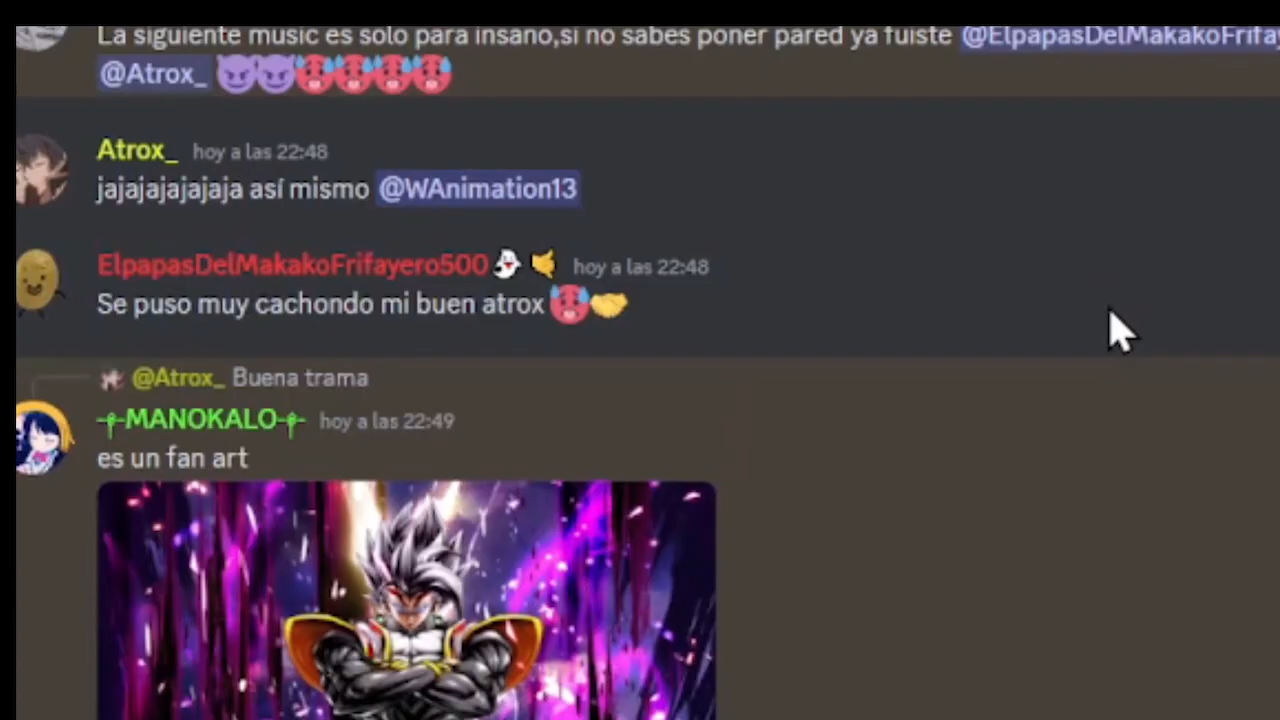 La siguiente music es solo para insano,si no sabes poner pared ya fuiste @ElpapasDelMakakoFrifay
@Atrox_ 😈😈🥵🥵🥵🥵
Atrox_ hoy a las 22:48
jajajajajajaja así mismo @WAnimation13
ElpapasDelMakakoFrifayero500👻🤙 hoy a las 22:48
Se puso muy cachondo mi buen atrox🥵🤝
@Atrox_ Buena trama
-╒MANOKALO╒- hoy a las 22:49
es un fan art